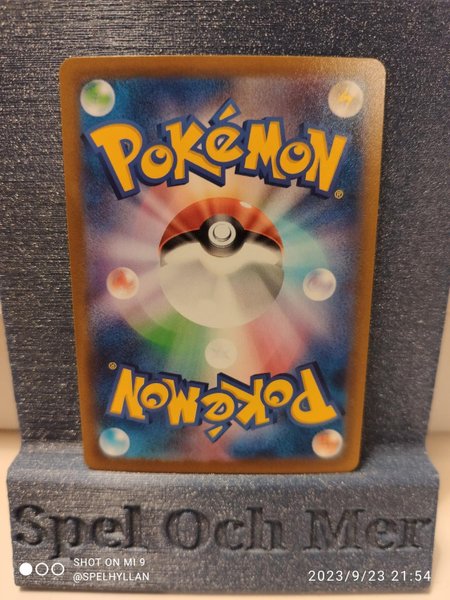 POKéMON®
POKéMON®
Spel Och Mer
SHOT ON MI 9
@SPELHYLLAN
2023/9/23 21:54